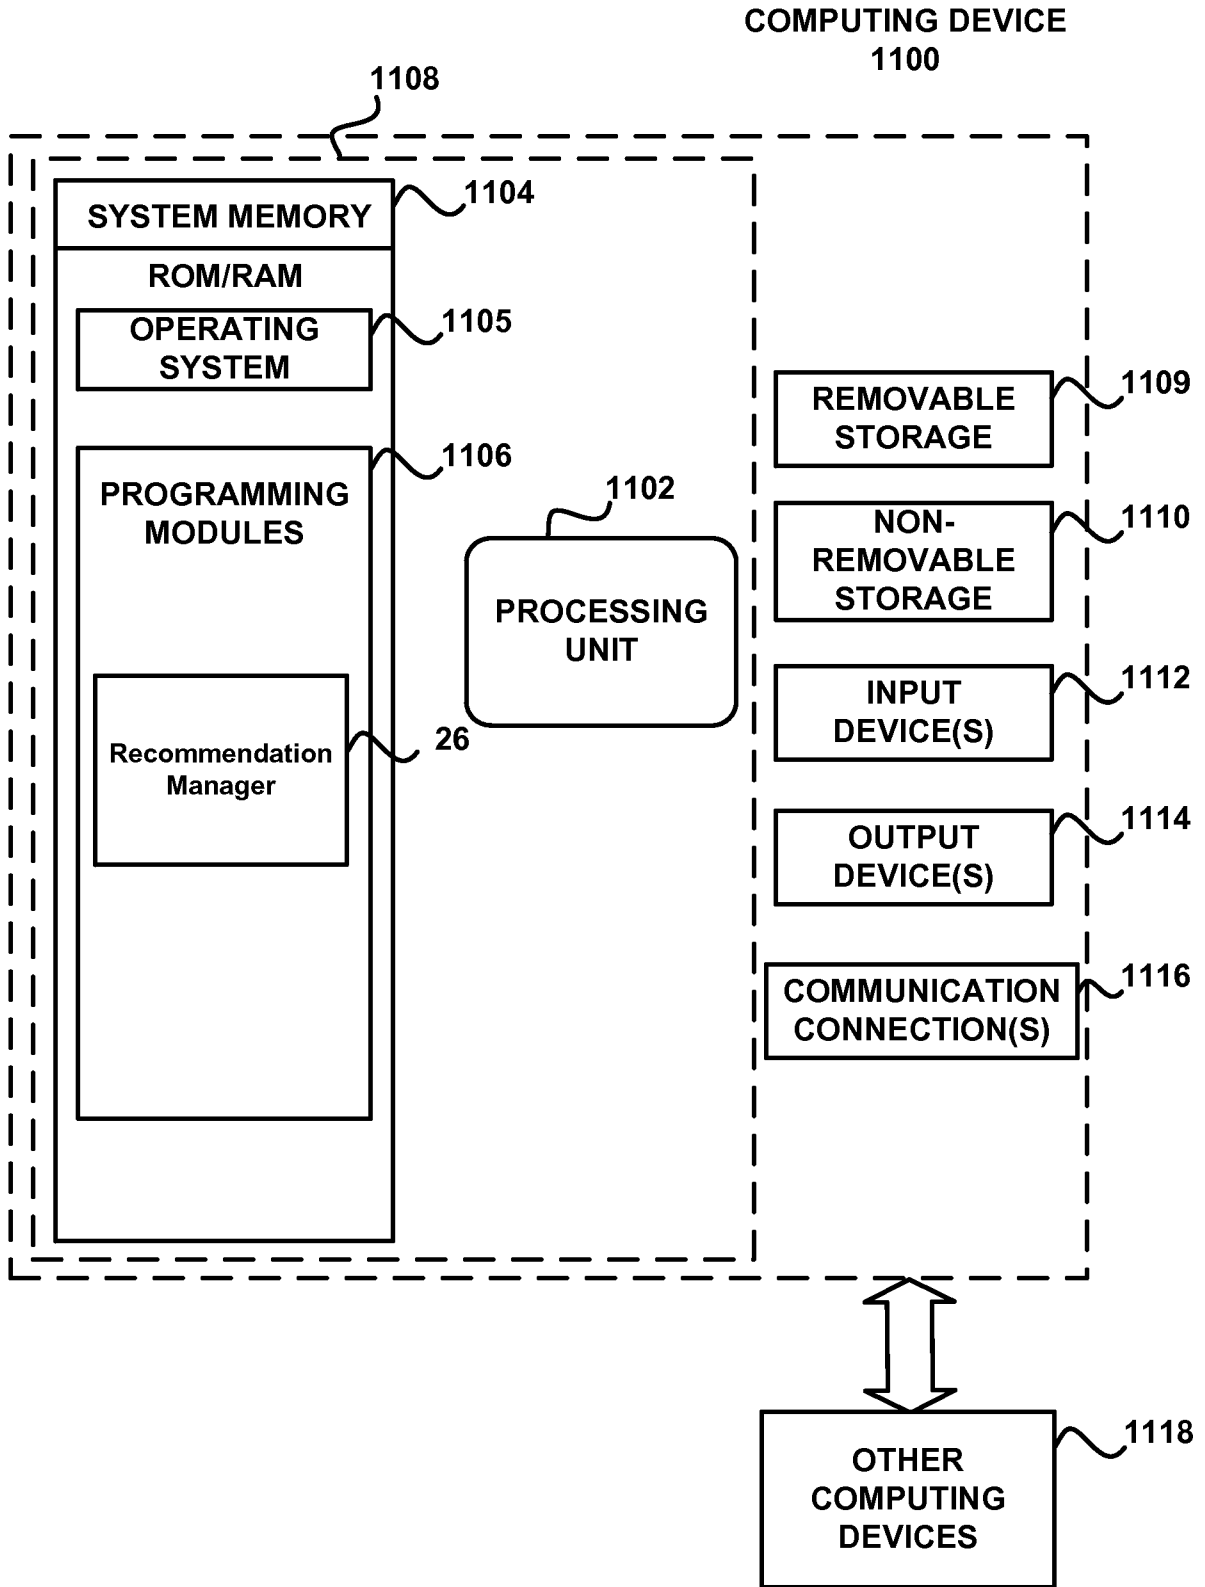 COMPUTING DEVICE
1100
1108
SYSTEM MEMORY
1104
ROM/RAM
OPERATING
SYSTEM
1105
PROGRAMMING
MODULES
1106
Recommendation
Manager
26
1102
PROCESSING
UNIT
REMOVABLE
STORAGE
1109
NON-
REMOVABLE
STORAGE
1110
INPUT
DEVICE(S)
1112
OUTPUT
DEVICE(S)
1114
COMMUNICATION
CONNECTION(S)
1116
OTHER
COMPUTING
DEVICES
1118